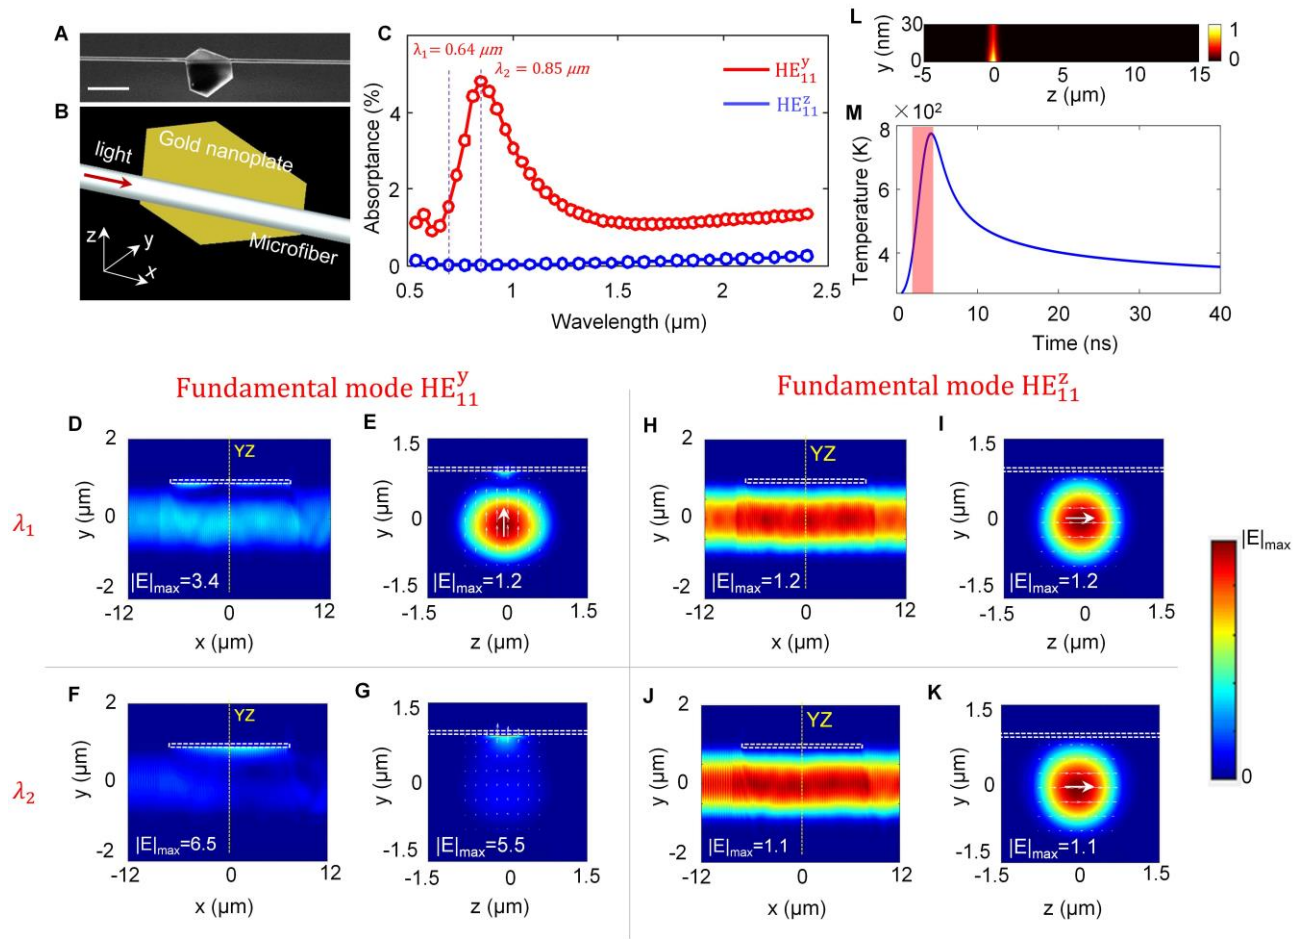 A
B
Gold nanoplate
light
Microfiber
z
y
x
C
λ₁ = 0.64 μm
λ₂ = 0.85 μm
HE₁₁ʸ
HE₁₁ᶻ
Absorptance (%)
6
4
2
0
0.5
1
1.5
2
2.5
Wavelength (μm)
L
y (nm)
30
0
-5
0
5
10
15
z (μm)
1
0
M
×10²
Temperature (K)
8
6
4
0
10
20
30
40
Time (ns)
Fundamental mode HE₁₁ʸ
Fundamental mode HE₁₁ᶻ
λ₁
D
2
0
-2
y (μm)
YZ
|E|max=3.4
-12
0
12
x (μm)
E
1.5
0
-1.5
y (μm)
|E|max=1.2
-1.5
0
1.5
z (μm)
H
2
0
-2
y (μm)
YZ
|E|max=1.2
-12
0
12
x (μm)
I
1.5
0
-1.5
y (μm)
|E|max=1.2
-1.5
0
1.5
z (μm)
λ₂
F
2
0
-2
y (μm)
YZ
|E|max=6.5
-12
0
12
x (μm)
G
1.5
0
-1.5
y (μm)
|E|max=5.5
-1.5
0
1.5
z (μm)
J
2
0
-2
y (μm)
YZ
|E|max=1.1
-12
0
12
x (μm)
K
1.5
0
-1.5
y (μm)
|E|max=1.1
-1.5
0
1.5
z (μm)
|E|max
0